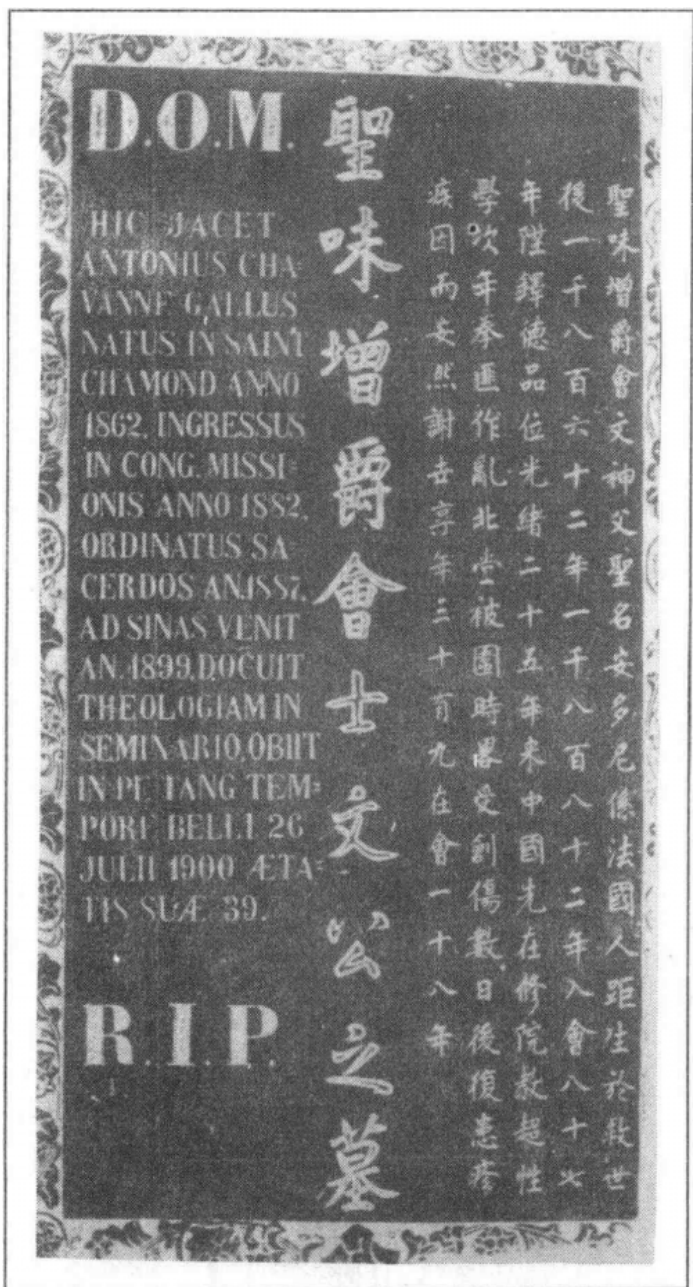 D.O.M.
HIC JACET
ANTONIUS CHA=
VANNE GALLUS
NATUS IN SAINT
CHAMOND ANNO
1862, INGRESSUS
IN CONG. MISSI=
ONIS ANNO 1882,
ORDINATUS SA=
CERDOS AN.1887,
AD SINAS VENIT
AN. 1899, DOCUIT
THEOLOGIAM IN
SEMINARIO, OBIIT
IN PE TANG TEM=
PORE BELLI 26
JULII 1900 ÆTA=
TIS SUÆ 39.
R.I.P.
聖味增爵會士文公之墓
聖味增爵會文神父聖名安多尼係法國人距生於救世
後一千八百六十二年一千八百八十二年入會八十七
年陞鐸德品位光緒二十五年来中國先在修院教超性
學次年拳匪作亂北堂被圍時畧受創傷數日後復患疹
疾因而安然謝世享年三十有九在會一十八年